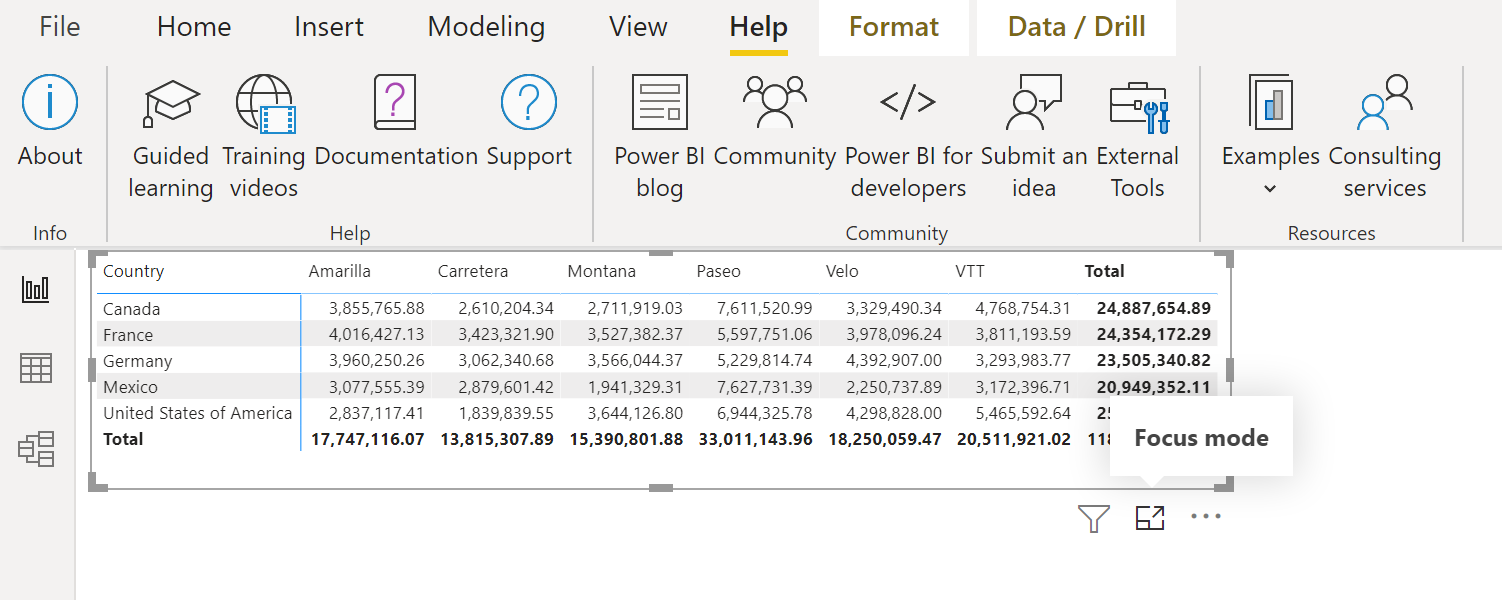 File Home Insert Modeling View Help Format Data / Drill
About Guided learning Training videos Documentation Support Power BI blog Community Power BI for developers Submit an idea External Tools Examples Consulting services
Info Help Community Resources
Country Amarilla Carretera Montana Paseo Velo VTT Total
Canada 3,855,765.88 2,610,204.34 2,711,919.03 7,611,520.99 3,329,490.34 4,768,754.31 24,887,654.89
France 4,016,427.13 3,423,321.90 3,527,382.37 5,597,751.06 3,978,096.24 3,811,193.59 24,354,172.29
Germany 3,960,250.26 3,062,340.68 3,566,044.37 5,229,814.74 4,392,907.00 3,293,983.77 23,505,340.82
Mexico 3,077,555.39 2,879,601.42 1,941,329.31 7,627,731.39 2,250,737.89 3,172,396.71 20,949,352.11
United States of America 2,837,117.41 1,839,839.55 3,644,126.80 6,944,325.78 4,298,828.00 5,465,592.64
Total 17,747,116.07 13,815,307.89 15,390,801.88 33,011,143.96 18,250,059.47 20,511,921.02
Focus mode